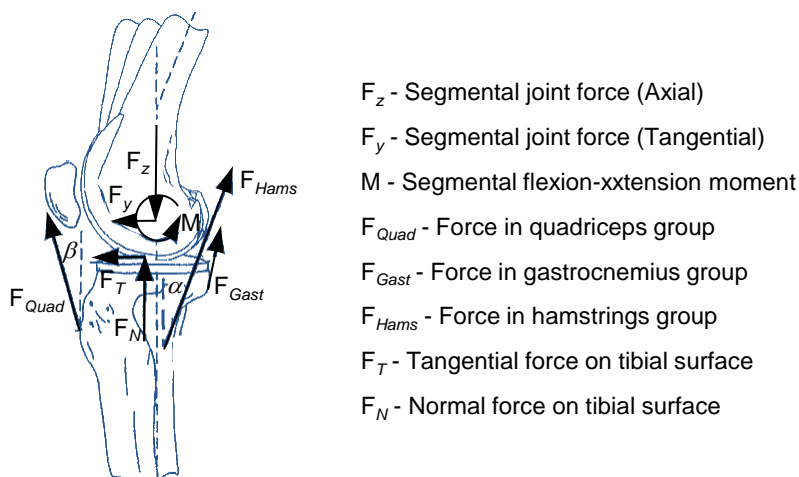 F_z
F_y
F_Hams
M
β
F_Quad
F_T
α
F_Gast
F_N
F_z - Segmental joint force (Axial)
F_y - Segmental joint force (Tangential)
M - Segmental flexion-xxtension moment
F_Quad - Force in quadriceps group
F_Gast - Force in gastrocnemius group
F_Hams - Force in hamstrings group
F_T - Tangential force on tibial surface
F_N - Normal force on tibial surface